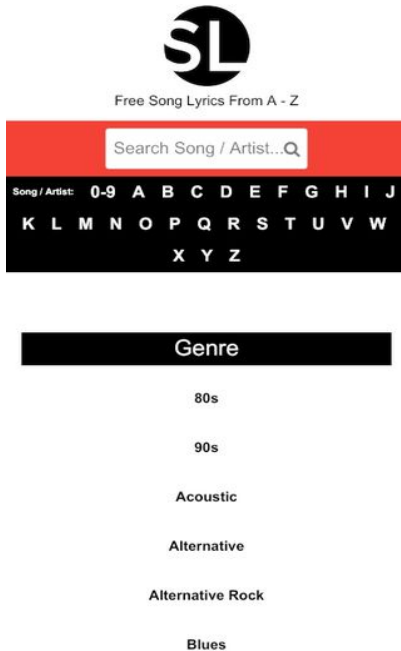 SL
Free Song Lyrics From A - Z
Search Song / Artist...
Song / Artist: 0-9 A B C D E F G H I J
K L M N O P Q R S T U V W
X Y Z
Genre
80s
90s
Acoustic
Alternative
Alternative Rock
Blues